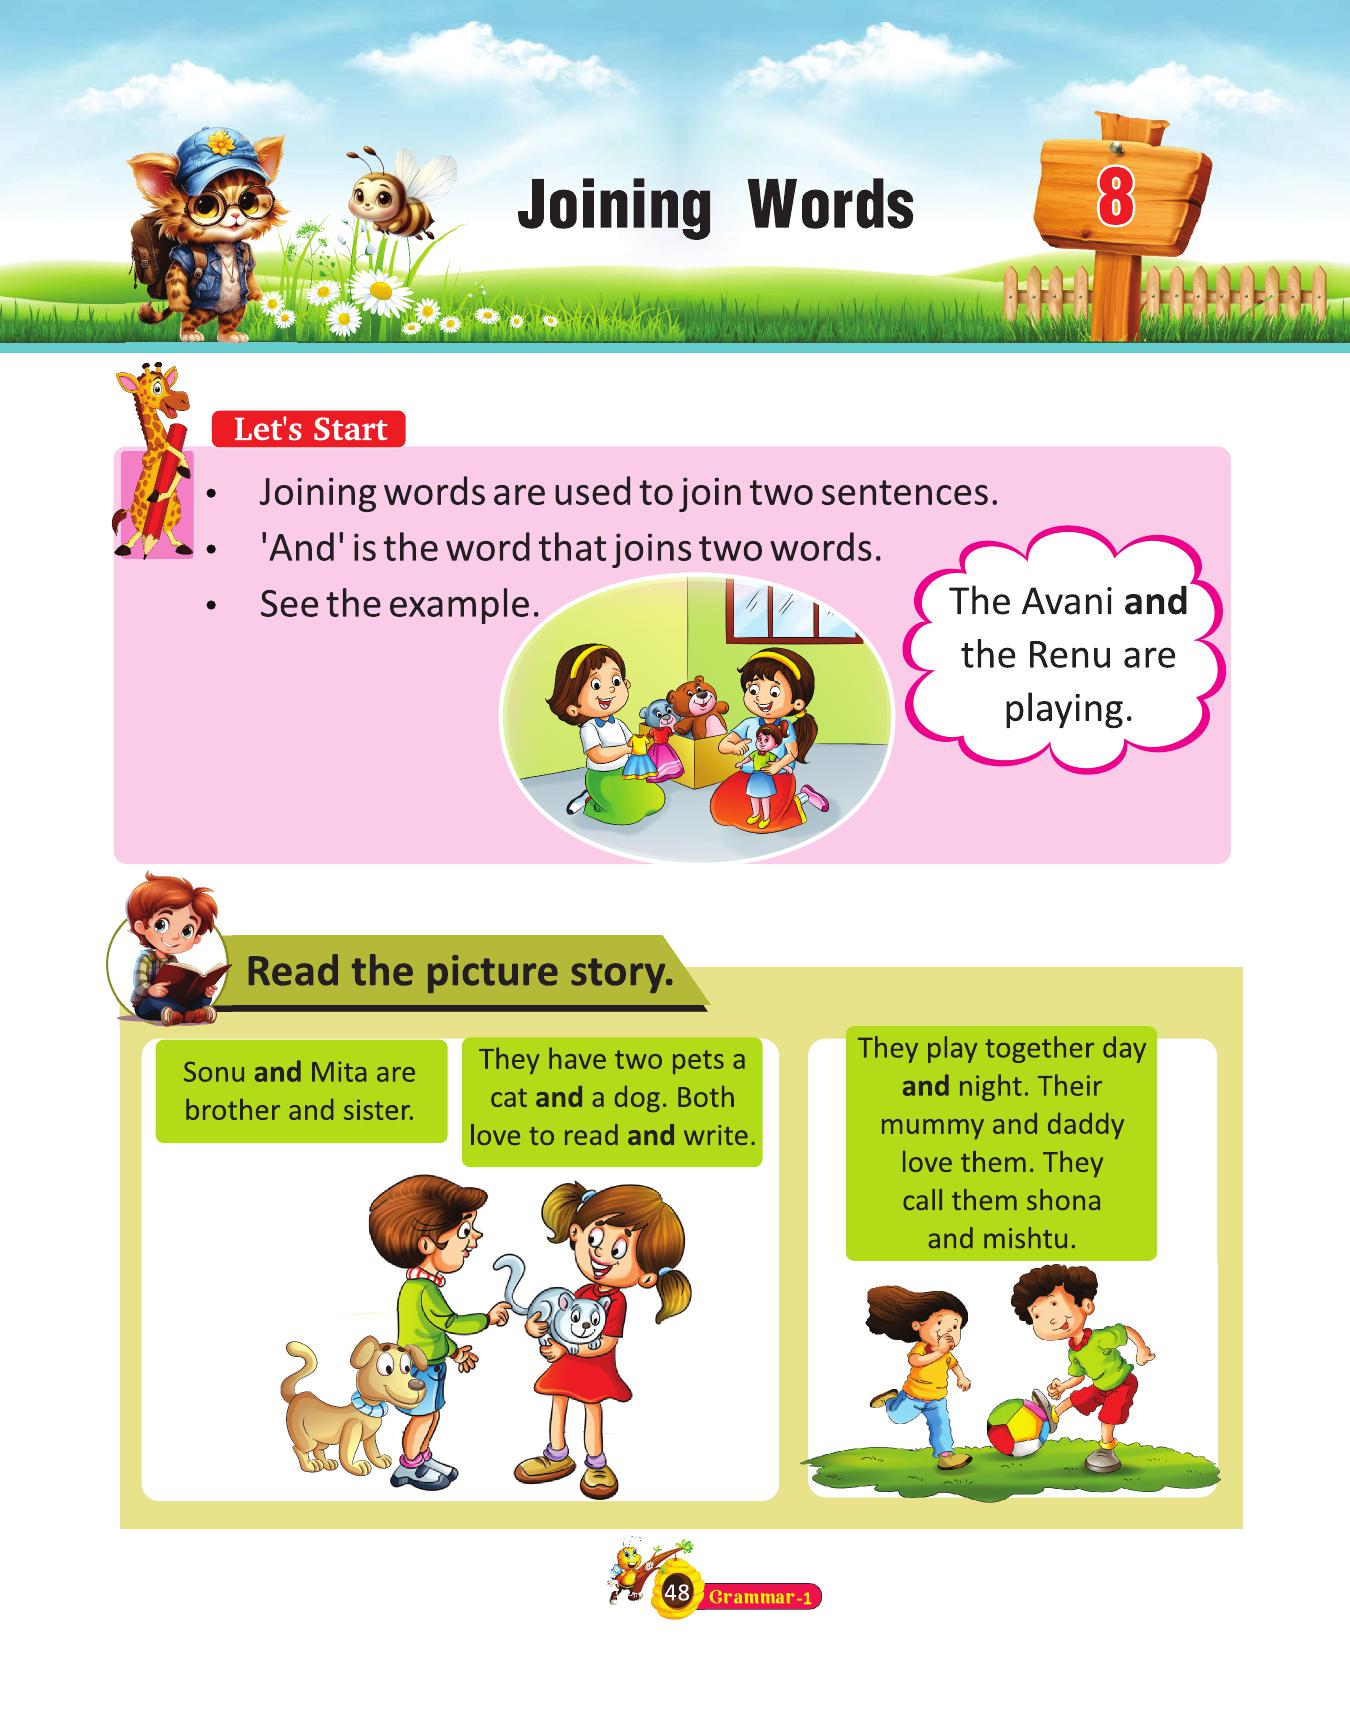 Joining Words
8
Let's Start
• Joining words are used to join two sentences.
• 'And' is the word that joins two words.
• See the example.
The Avani and
the Renu are
playing.
Read the picture story.
Sonu and Mita are
brother and sister.
They have two pets a
cat and a dog. Both
love to read and write.
They play together day
and night. Their
mummy and daddy
love them. They
call them shona
and mishtu.
48
Grammar-1